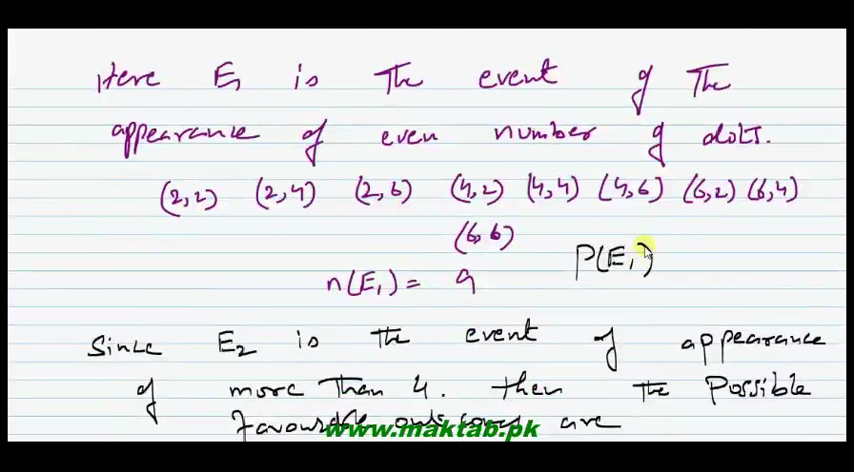 Here E₁ is The event of The
appearance of even number of dots.
(2,2) (2,4) (2,6) (4,2) (4,4) (4,6) (6,2) (6,4)
(6,6)
n(E₁) = 9 P(E₁)
Since E₂ is the event of appearance
of more Than 4. then the Possible
Favourable outcomes are
www.maktab.pk